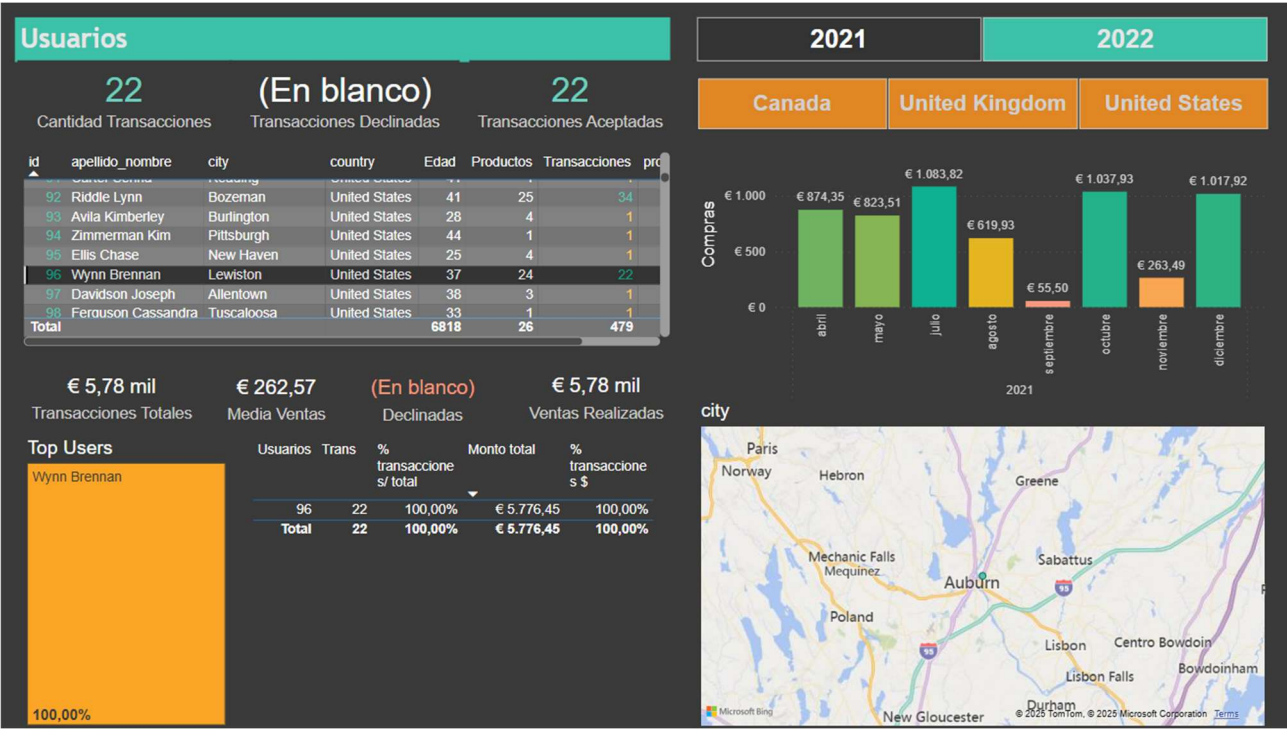 Usuarios
22
Cantidad Transacciones
(En blanco)
Transacciones Declinadas
22
Transacciones Aceptadas
id apellido_nombre city country Edad Productos Transacciones
92 Riddle Lynn Bozeman United States 41 25 34
93 Avila Kimberley Burlington United States 28 4 1
94 Zimmerman Kim Pittsburgh United States 44 1 1
95 Ellis Chase New Haven United States 25 4 1
96 Wynn Brennan Lewiston United States 37 24 22
97 Davidson Joseph Allentown United States 38 3 1
98 Ferguson Cassandra Tuscaloosa United States 33 1 1
Total 6818 26 479
€ 5,78 mil
Transacciones Totales
€ 262,57
Media Ventas
(En blanco)
Declinadas
€ 5,78 mil
Ventas Realizadas
Top Users
Wynn Brennan
100,00%
Usuarios Trans % transaccione s/ total Monto total % transaccione s $
96 22 100,00% € 5.776,45 100,00%
Total 22 100,00% € 5.776,45 100,00%
2021
2022
Canada
United Kingdom
United States
Compras
€ 1.000
€ 500
€ 0
€ 874,35
€ 823,51
€ 1.083,82
€ 619,93
€ 55,50
€ 1.037,93
€ 263,49
€ 1.017,92
abril
mayo
julio
agosto
septiembre
octubre
noviembre
diciembre
2021
city
Paris
Norway
Hebron
Greene
Mechanic Falls
Mequinez
Sabattus
Auburn
95
Poland
95
Lisbon
Centro Bowdoin
Lisbon Falls
Bowdoinham
Durham
New Gloucester
Microsoft Bing
© 2025 TomTom, © 2025 Microsoft Corporation Terms